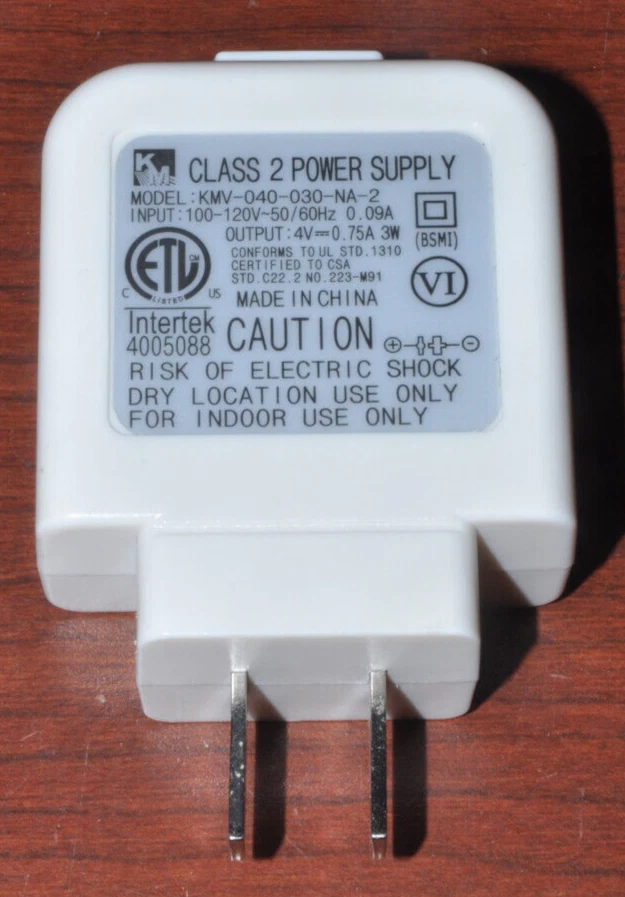 KM CLASS 2 POWER SUPPLY
MODEL:KMV-040-030-NA-2
INPUT:100-120V~50/60Hz 0.09A
OUTPUT:4V⎓0.75A 3W
(BSMI)
CONFORMS TO UL STD.1310
CERTIFIED TO CSA
STD.C22.2 NO.223-M91
ETL CM
C LISTED US
VI
MADE IN CHINA
Intertek
4005088
CAUTION
RISK OF ELECTRIC SHOCK
DRY LOCATION USE ONLY
FOR INDOOR USE ONLY